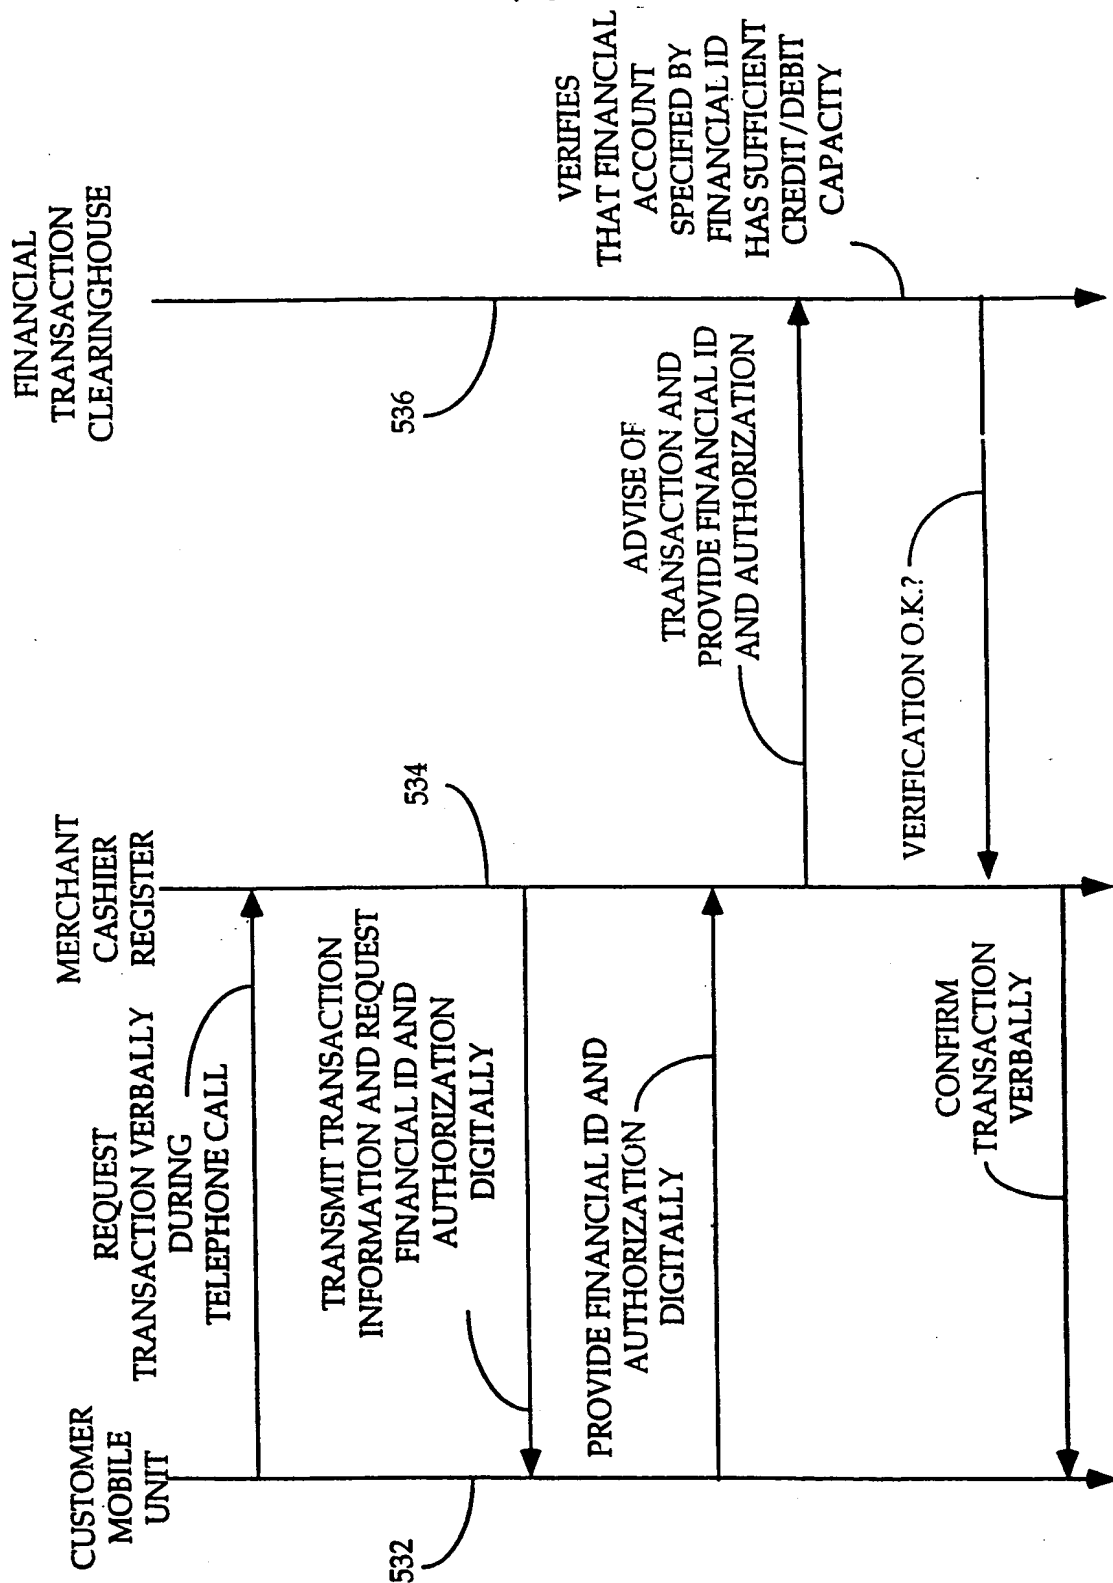 CUSTOMER
MOBILE
UNIT
MERCHANT
CASHIER
REGISTER
FINANCIAL
TRANSACTION
CLEARINGHOUSE
REQUEST
TRANSACTION VERBALLY
DURING
TELEPHONE CALL
532
534
536
TRANSMIT TRANSACTION
INFORMATION AND REQUEST
FINANCIAL ID AND
AUTHORIZATION
DIGITALLY
PROVIDE FINANCIAL ID AND
AUTHORIZATION
DIGITALLY
ADVISE OF
TRANSACTION AND
PROVIDE FINANCIAL ID
AND AUTHORIZATION
VERIFIES
THAT FINANCIAL
ACCOUNT
SPECIFIED BY
FINANCIAL ID
HAS SUFFICIENT
CREDIT/DEBIT
CAPACITY
VERIFICATION O.K.?
CONFIRM
TRANSACTION
VERBALLY